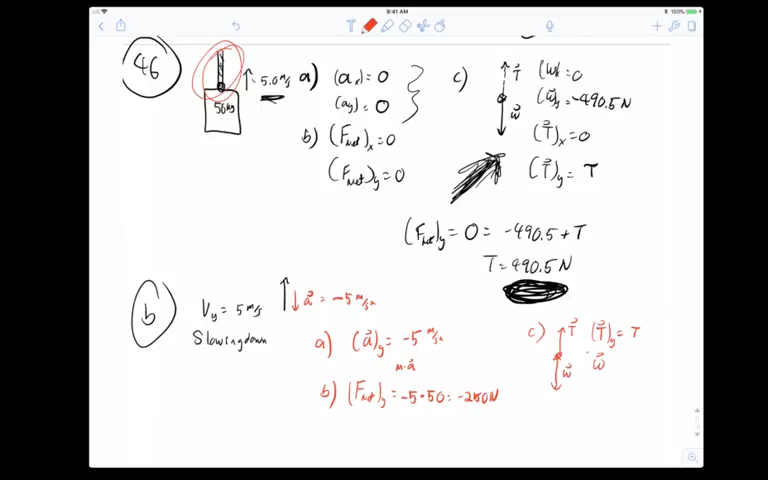 9:41 AM
100%
46
5.0 m/s
50kg
a) (ax) = 0
(ay) = 0
b) (Fnet)x = 0
(Fnet)y = 0
c) T⃗
w⃗
(w⃗)x = 0
(w⃗)y = -490.5 N
(T⃗)x = 0
(T⃗)y = T
(Fnet)y = 0 = -490.5 + T
T = 490.5 N
b
Vy = 5 m/s
Slowing down
a⃗ = -5 m/s²
a) (a⃗)y = -5 m/s²
m·a⃗
b) (Fnet)y = -5 • 50 = -250N
c) T⃗ (T⃗)y = T
w⃗ w⃗